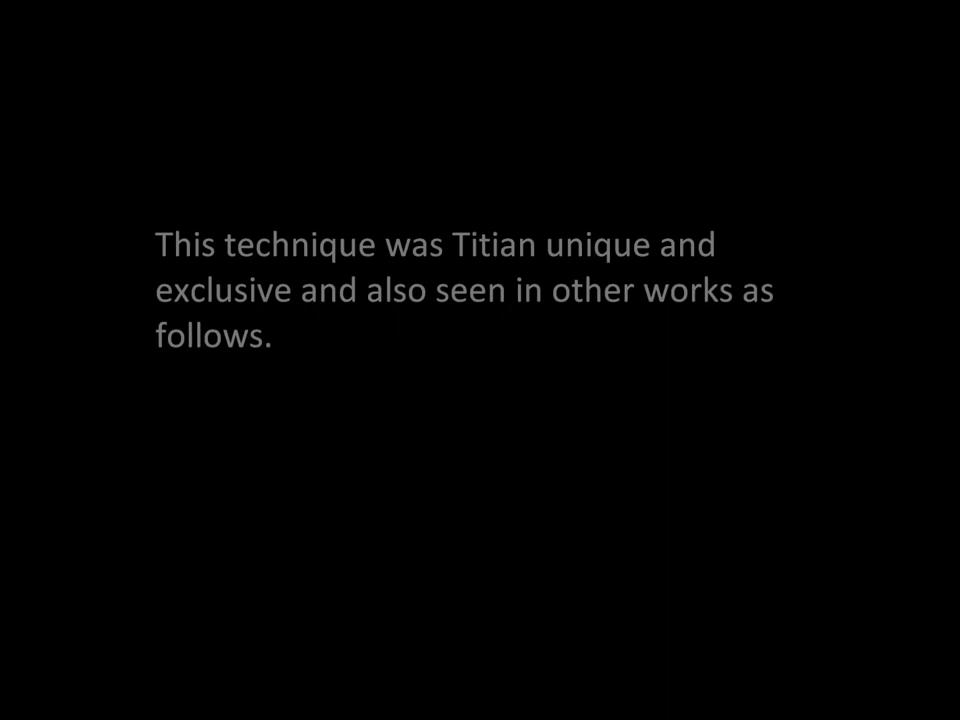 This technique was Titian unique and
exclusive and also seen in other works as
follows.